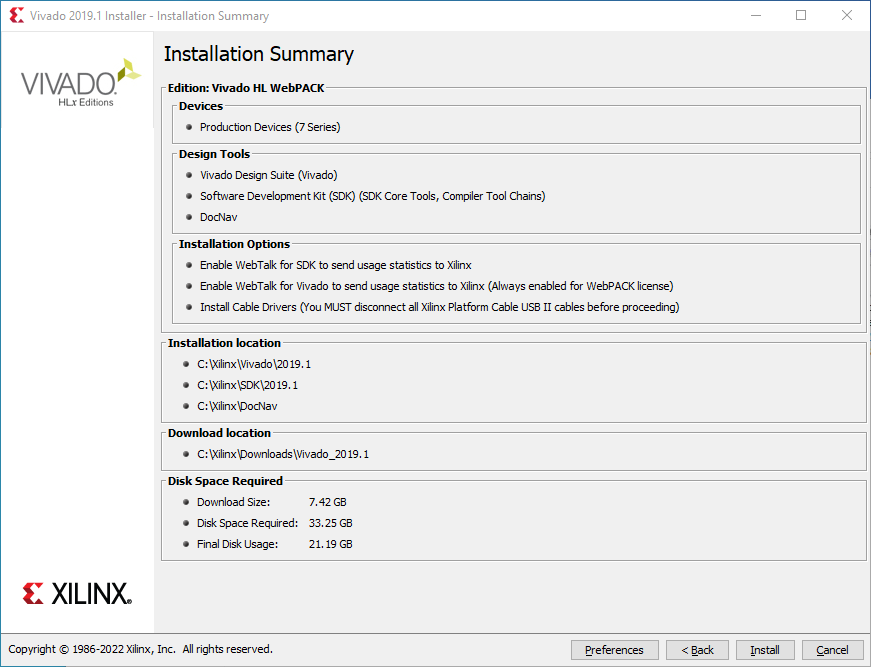 Vivado 2019.1 Installer - Installation Summary
VIVADO.
HLx Editions
Installation Summary
Edition: Vivado HL WebPACK
Devices
Production Devices (7 Series)
Design Tools
Vivado Design Suite (Vivado)
Software Development Kit (SDK) (SDK Core Tools, Compiler Tool Chains)
DocNav
Installation Options
Enable WebTalk for SDK to send usage statistics to Xilinx
Enable WebTalk for Vivado to send usage statistics to Xilinx (Always enabled for WebPACK license)
Install Cable Drivers (You MUST disconnect all Xilinx Platform Cable USB II cables before proceeding)
Installation location
C:\Xilinx\Vivado\2019.1
C:\Xilinx\SDK\2019.1
C:\Xilinx\DocNav
Download location
C:\Xilinx\Downloads\Vivado_2019.1
Disk Space Required
Download Size: 7.42 GB
Disk Space Required: 33.25 GB
Final Disk Usage: 21.19 GB
XILINX®
Copyright © 1986-2022 Xilinx, Inc. All rights reserved.
Preferences < Back Install Cancel